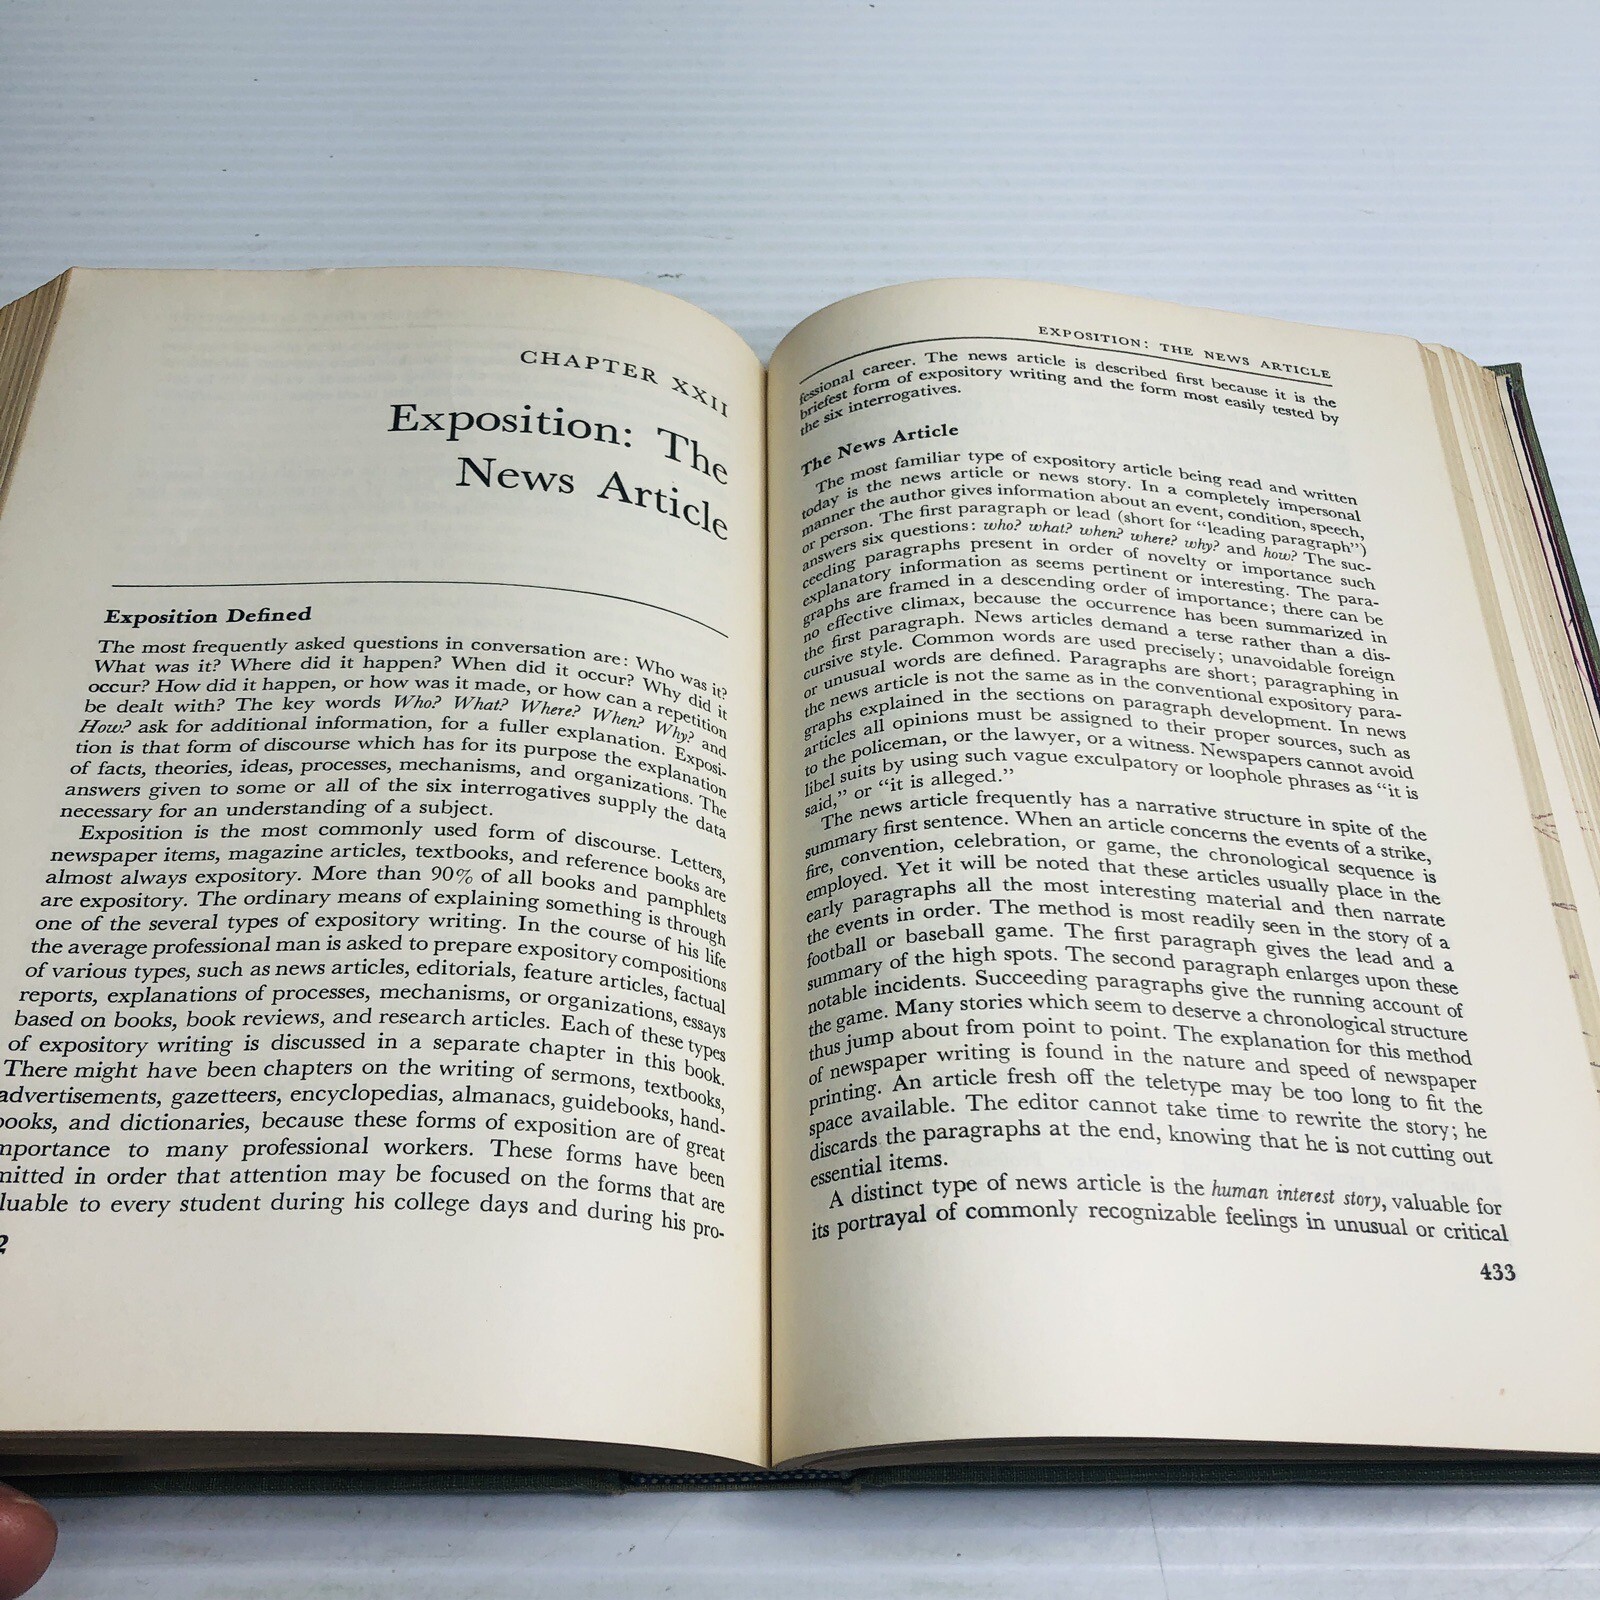 CHAPTER XXII
Exposition: The
News Article
Exposition Defined
The most frequently asked questions in conversation are: Who was it?
What was it? Where did it happen? When did it occur? Why did it
occur? How did it happen, or how was it made, or how can a repetition
be dealt with? The key words Who? What? Where? When? Why? and
How? ask for additional information, for a fuller explanation. Exposi-
tion is that form of discourse which has for its purpose the explanation
of facts, theories, ideas, processes, mechanisms, and organizations. The
answers given to some or all of the six interrogatives supply the data
necessary for an understanding of a subject.
Exposition is the most commonly used form of discourse. Letters,
newspaper items, magazine articles, textbooks, and reference books are
almost always expository. More than 90% of all books and pamphlets
are expository. The ordinary means of explaining something is through
one of the several types of expository writing. In the course of his life
the average professional man is asked to prepare expository compositions
of various types, such as news articles, editorials, feature articles, factual
reports, explanations of processes, mechanisms, or organizations, essays
based on books, book reviews, and research articles. Each of these types
of expository writing is discussed in a separate chapter in this book.
There might have been chapters on the writing of sermons, textbooks,
advertisements, gazetteers, encyclopedias, almanacs, guidebooks, hand-
books, and dictionaries, because these forms of exposition are of great
mportance to many professional workers. These forms have been
mitted in order that attention may be focused on the forms that are
luable to every student during his college days and during his pro-
2
EXPOSITION: THE NEWS ARTICLE
fessional career. The news article is described first because it is the
briefest form of expository writing and the form most easily tested by
the six interrogatives.
The News Article
The most familiar type of expository article being read and written
today is the news article or news story. In a completely impersonal
manner the author gives information about an event, condition, speech,
or person. The first paragraph or lead (short for "leading paragraph")
answers six questions: who? what? when? where? why? and how? The suc-
ceeding paragraphs present in order of novelty or importance such
explanatory information as seems pertinent or interesting. The para-
graphs are framed in a descending order of importance; there can be
no effective climax, because the occurrence has been summarized in
the first paragraph. News articles demand a terse rather than a dis-
cursive style. Common words are used precisely; unavoidable foreign
or unusual words are defined. Paragraphs are short; paragraphing in
the news article is not the same as in the conventional expository para-
graphs explained in the sections on paragraph development. In news
articles all opinions must be assigned to their proper sources, such as
to the policeman, or the lawyer, or a witness. Newspapers cannot avoid
libel suits by using such vague exculpatory or loophole phrases as "it is
said," or "it is alleged."
The news article frequently has a narrative structure in spite of the
summary first sentence. When an article concerns the events of a strike,
fire, convention, celebration, or game, the chronological sequence is
employed. Yet it will be noted that these articles usually place in the
early paragraphs all the most interesting material and then narrate
the events in order. The method is most readily seen in the story of a
football or baseball game. The first paragraph gives the lead and a
summary of the high spots. The second paragraph enlarges upon these
notable incidents. Succeeding paragraphs give the running account of
the game. Many stories which seem to deserve a chronological structure
thus jump about from point to point. The explanation for this method
of newspaper writing is found in the nature and speed of newspaper
printing. An article fresh off the teletype may be too long to fit the
space available. The editor cannot take time to rewrite the story; he
discards the paragraphs at the end, knowing that he is not cutting out
essential items.
A distinct type of news article is the human interest story, valuable for
its portrayal of commonly recognizable feelings in unusual or critical
433